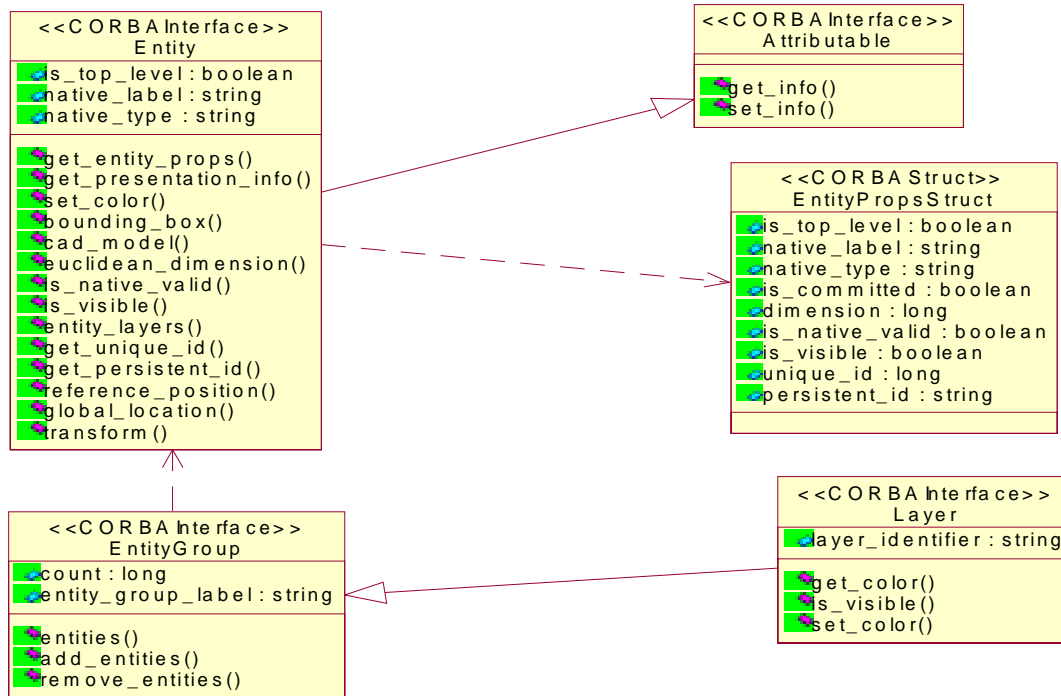 <<CORBAInterface>>
Entity
is_top_level : boolean
native_label : string
native_type : string
get_entity_props()
get_presentation_info()
set_color()
bounding_box()
cad_model()
euclidean_dimension()
is_native_valid()
is_visible()
entity_layers()
get_unique_id()
get_persistent_id()
reference_position()
global_location()
transform()
<<CORBAInterface>>
Attributable
get_info()
set_info()
<<CORBAStruct>>
EntityPropsStruct
is_top_level : boolean
native_label : string
native_type : string
is_committed : boolean
dimension : long
is_native_valid : boolean
is_visible : boolean
unique_id : long
persistent_id : string
<<CORBAInterface>>
EntityGroup
count : long
entity_group_label : string
entities()
add_entities()
remove_entities()
<<CORBAInterface>>
Layer
layer_identifier : string
get_color()
is_visible()
set_color()